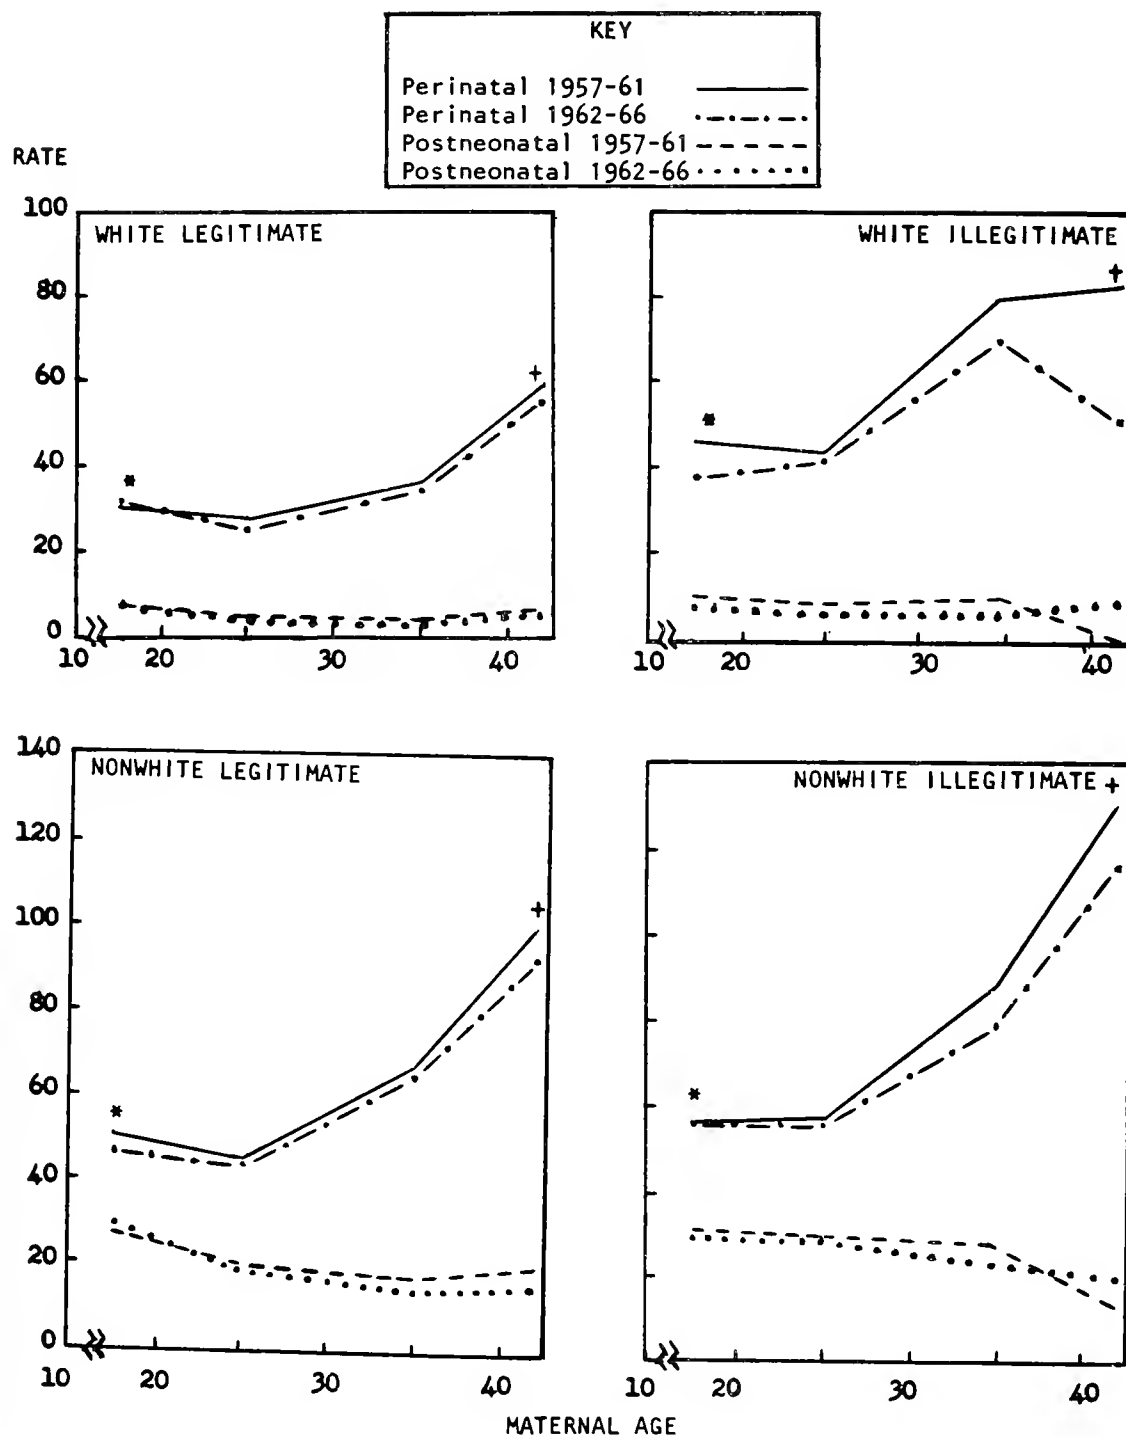 KEY
Perinatal 1957-61
Perinatal 1962-66
Postneonatal 1957-61
Postneonatal 1962-66
RATE
100
80
60
40
20
0
WHITE LEGITIMATE
*
+
10 20 30 40
WHITE ILLEGITIMATE
*
+
10 20 30 40
140
120
100
80
60
40
20
0
NONWHITE LEGITIMATE
*
+
10 20 30 40
NONWHITE ILLEGITIMATE +
*
10 20 30 40
MATERNAL AGE